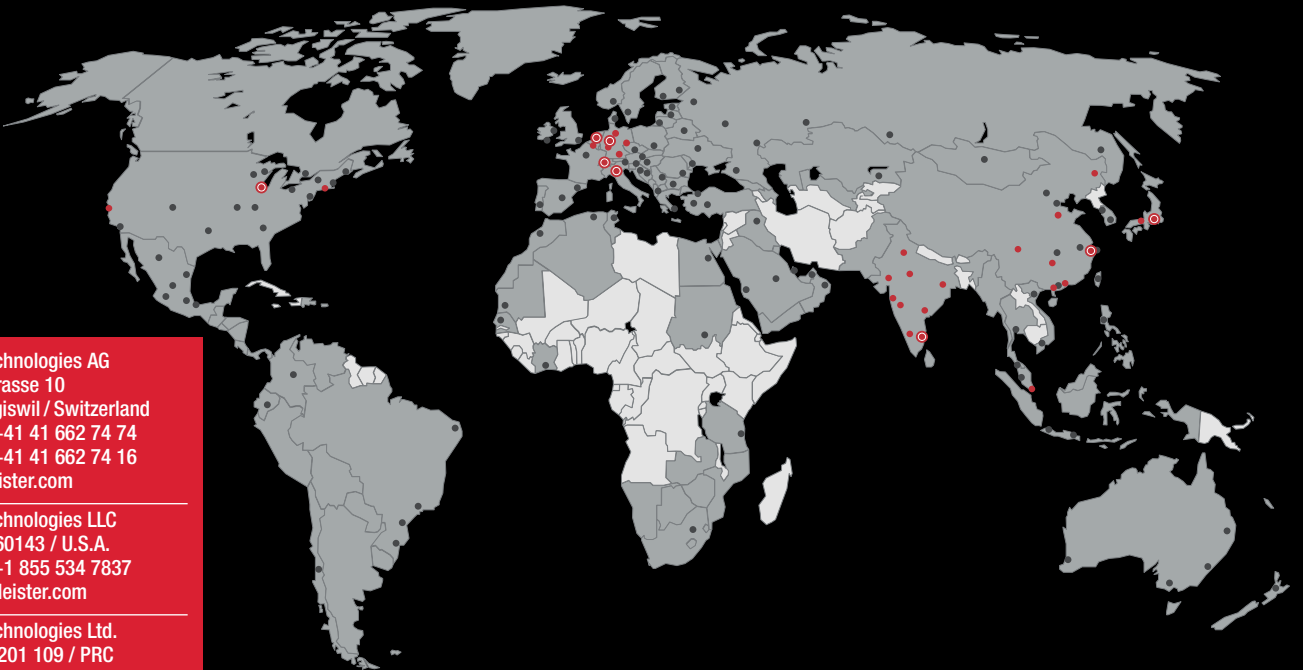 chnologies AG
rasse 10
giswil / Switzerland
+41 41 662 74 74
+41 41 662 74 16
ister.com
chnologies LLC
60143 / U.S.A.
+1 855 534 7837
leister.com
chnologies Ltd.
201 109 / PRC